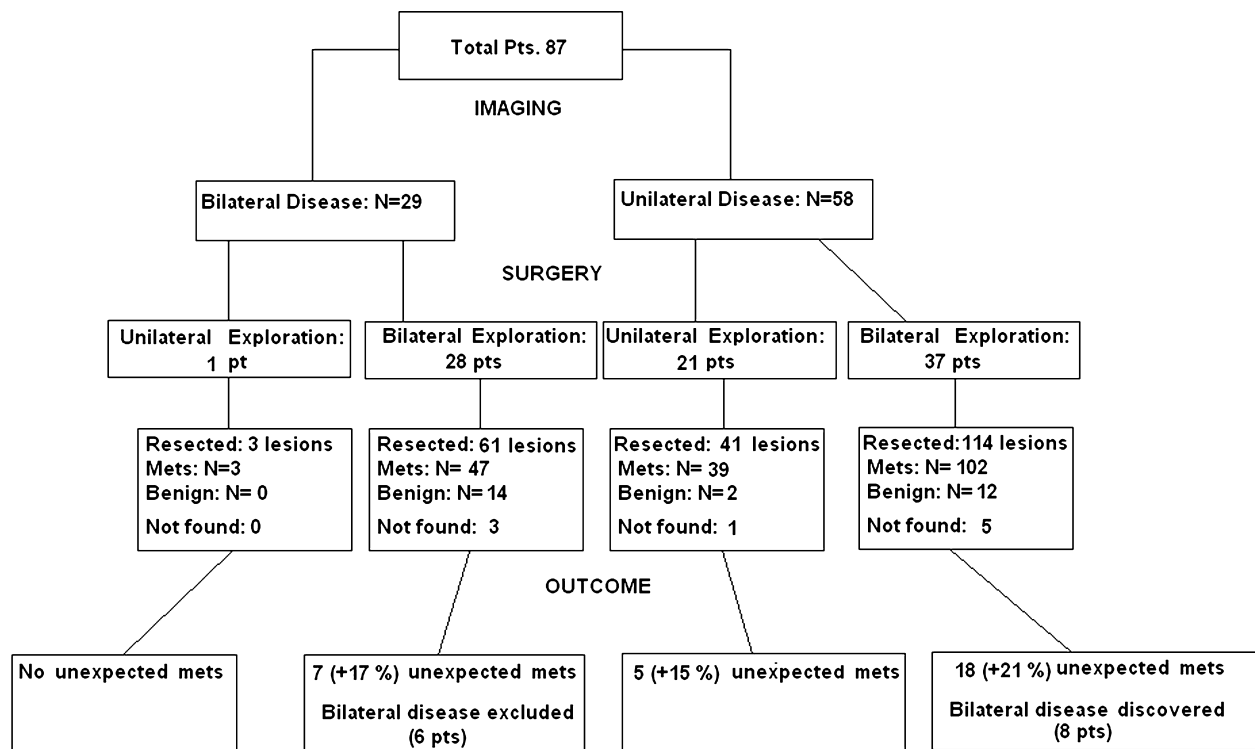 Total Pts. 87
IMAGING
Bilateral Disease: N=29
Unilateral Disease: N=58
SURGERY
Unilateral Exploration:
1 pt
Bilateral Exploration:
28 pts
Unilateral Exploration:
21 pts
Bilateral Exploration:
37 pts
Resected: 3 lesions
Mets: N=3
Benign: N= 0
Not found: 0
Resected: 61 lesions
Mets: N= 47
Benign: N= 14
Not found: 3
Resected: 41 lesions
Mets: N= 39
Benign: N= 2
Not found: 1
Resected: 114 lesions
Mets: N= 102
Benign: N= 12
Not found: 5
OUTCOME
No unexpected mets
7 (+17 %) unexpected mets
Bilateral disease excluded
(6 pts)
5 (+15 %) unexpected mets
18 (+21 %) unexpected mets
Bilateral disease discovered
(8 pts)